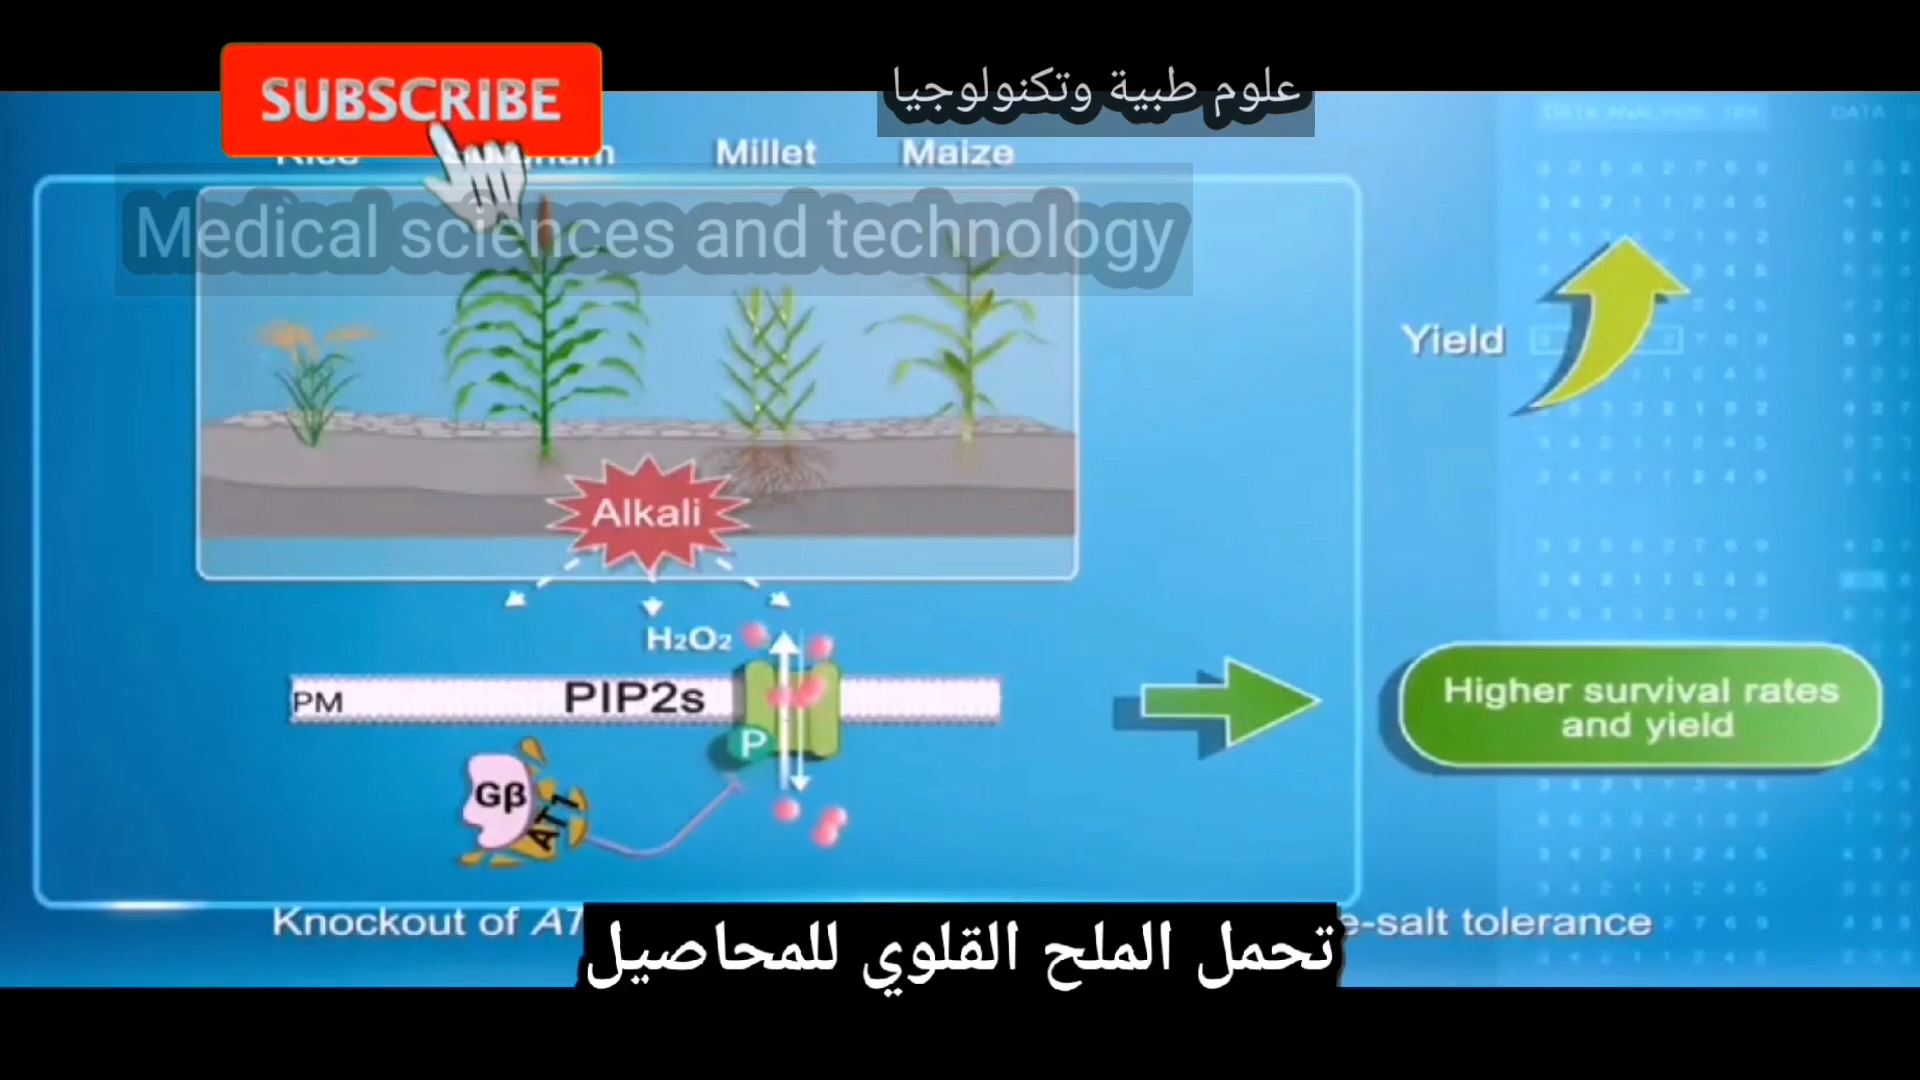 SUBSCRIBE
علوم طبية وتكنولوجيا
Millet
Maize
Medical sciences and technology
Yield
Alkali
H₂O₂
PM
PIP2s
P
Gβ
AT1
Higher survival rates
and yield
Knockout of
e-salt tolerance
تحمل الملح القلوي للمحاصيل